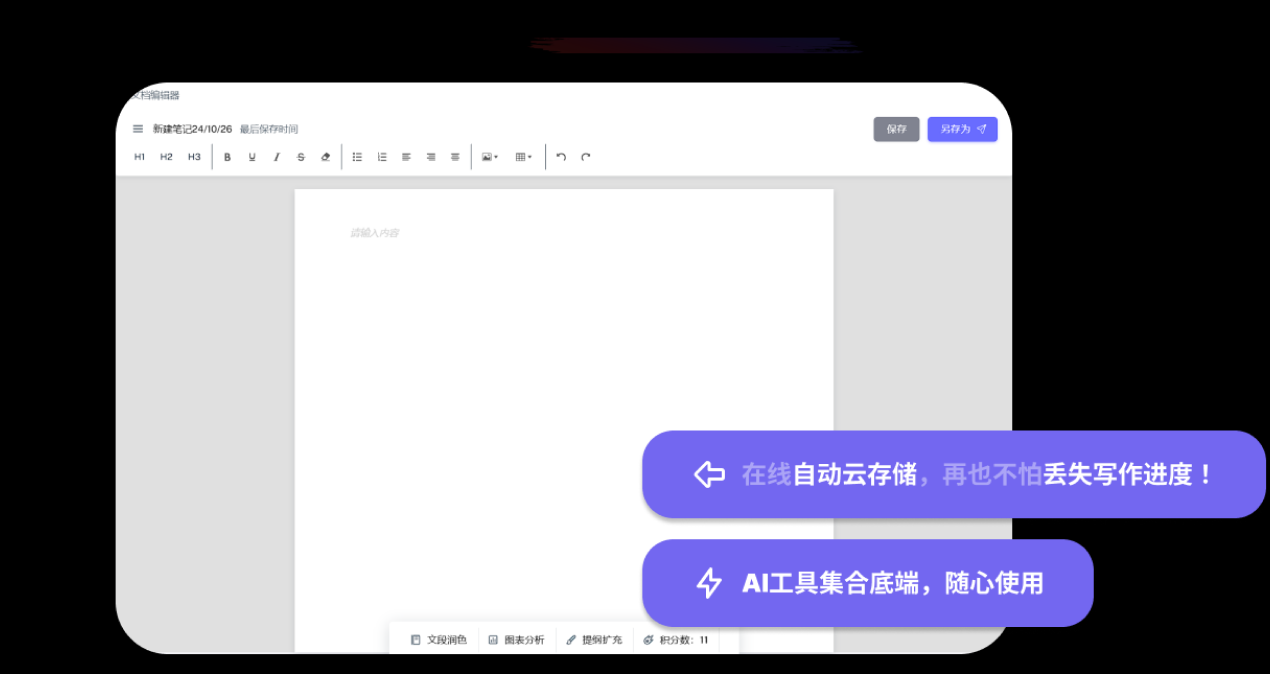 文档编辑器
新建笔记24/10/26 最后保存时间
保存 另存为
H1 H2 H3 B U I S
请输入内容
在线自动云存储，再也不怕丢失写作进度！
AI工具集合底端，随心使用
文段润色 图表分析 提纲扩充 积分数：11